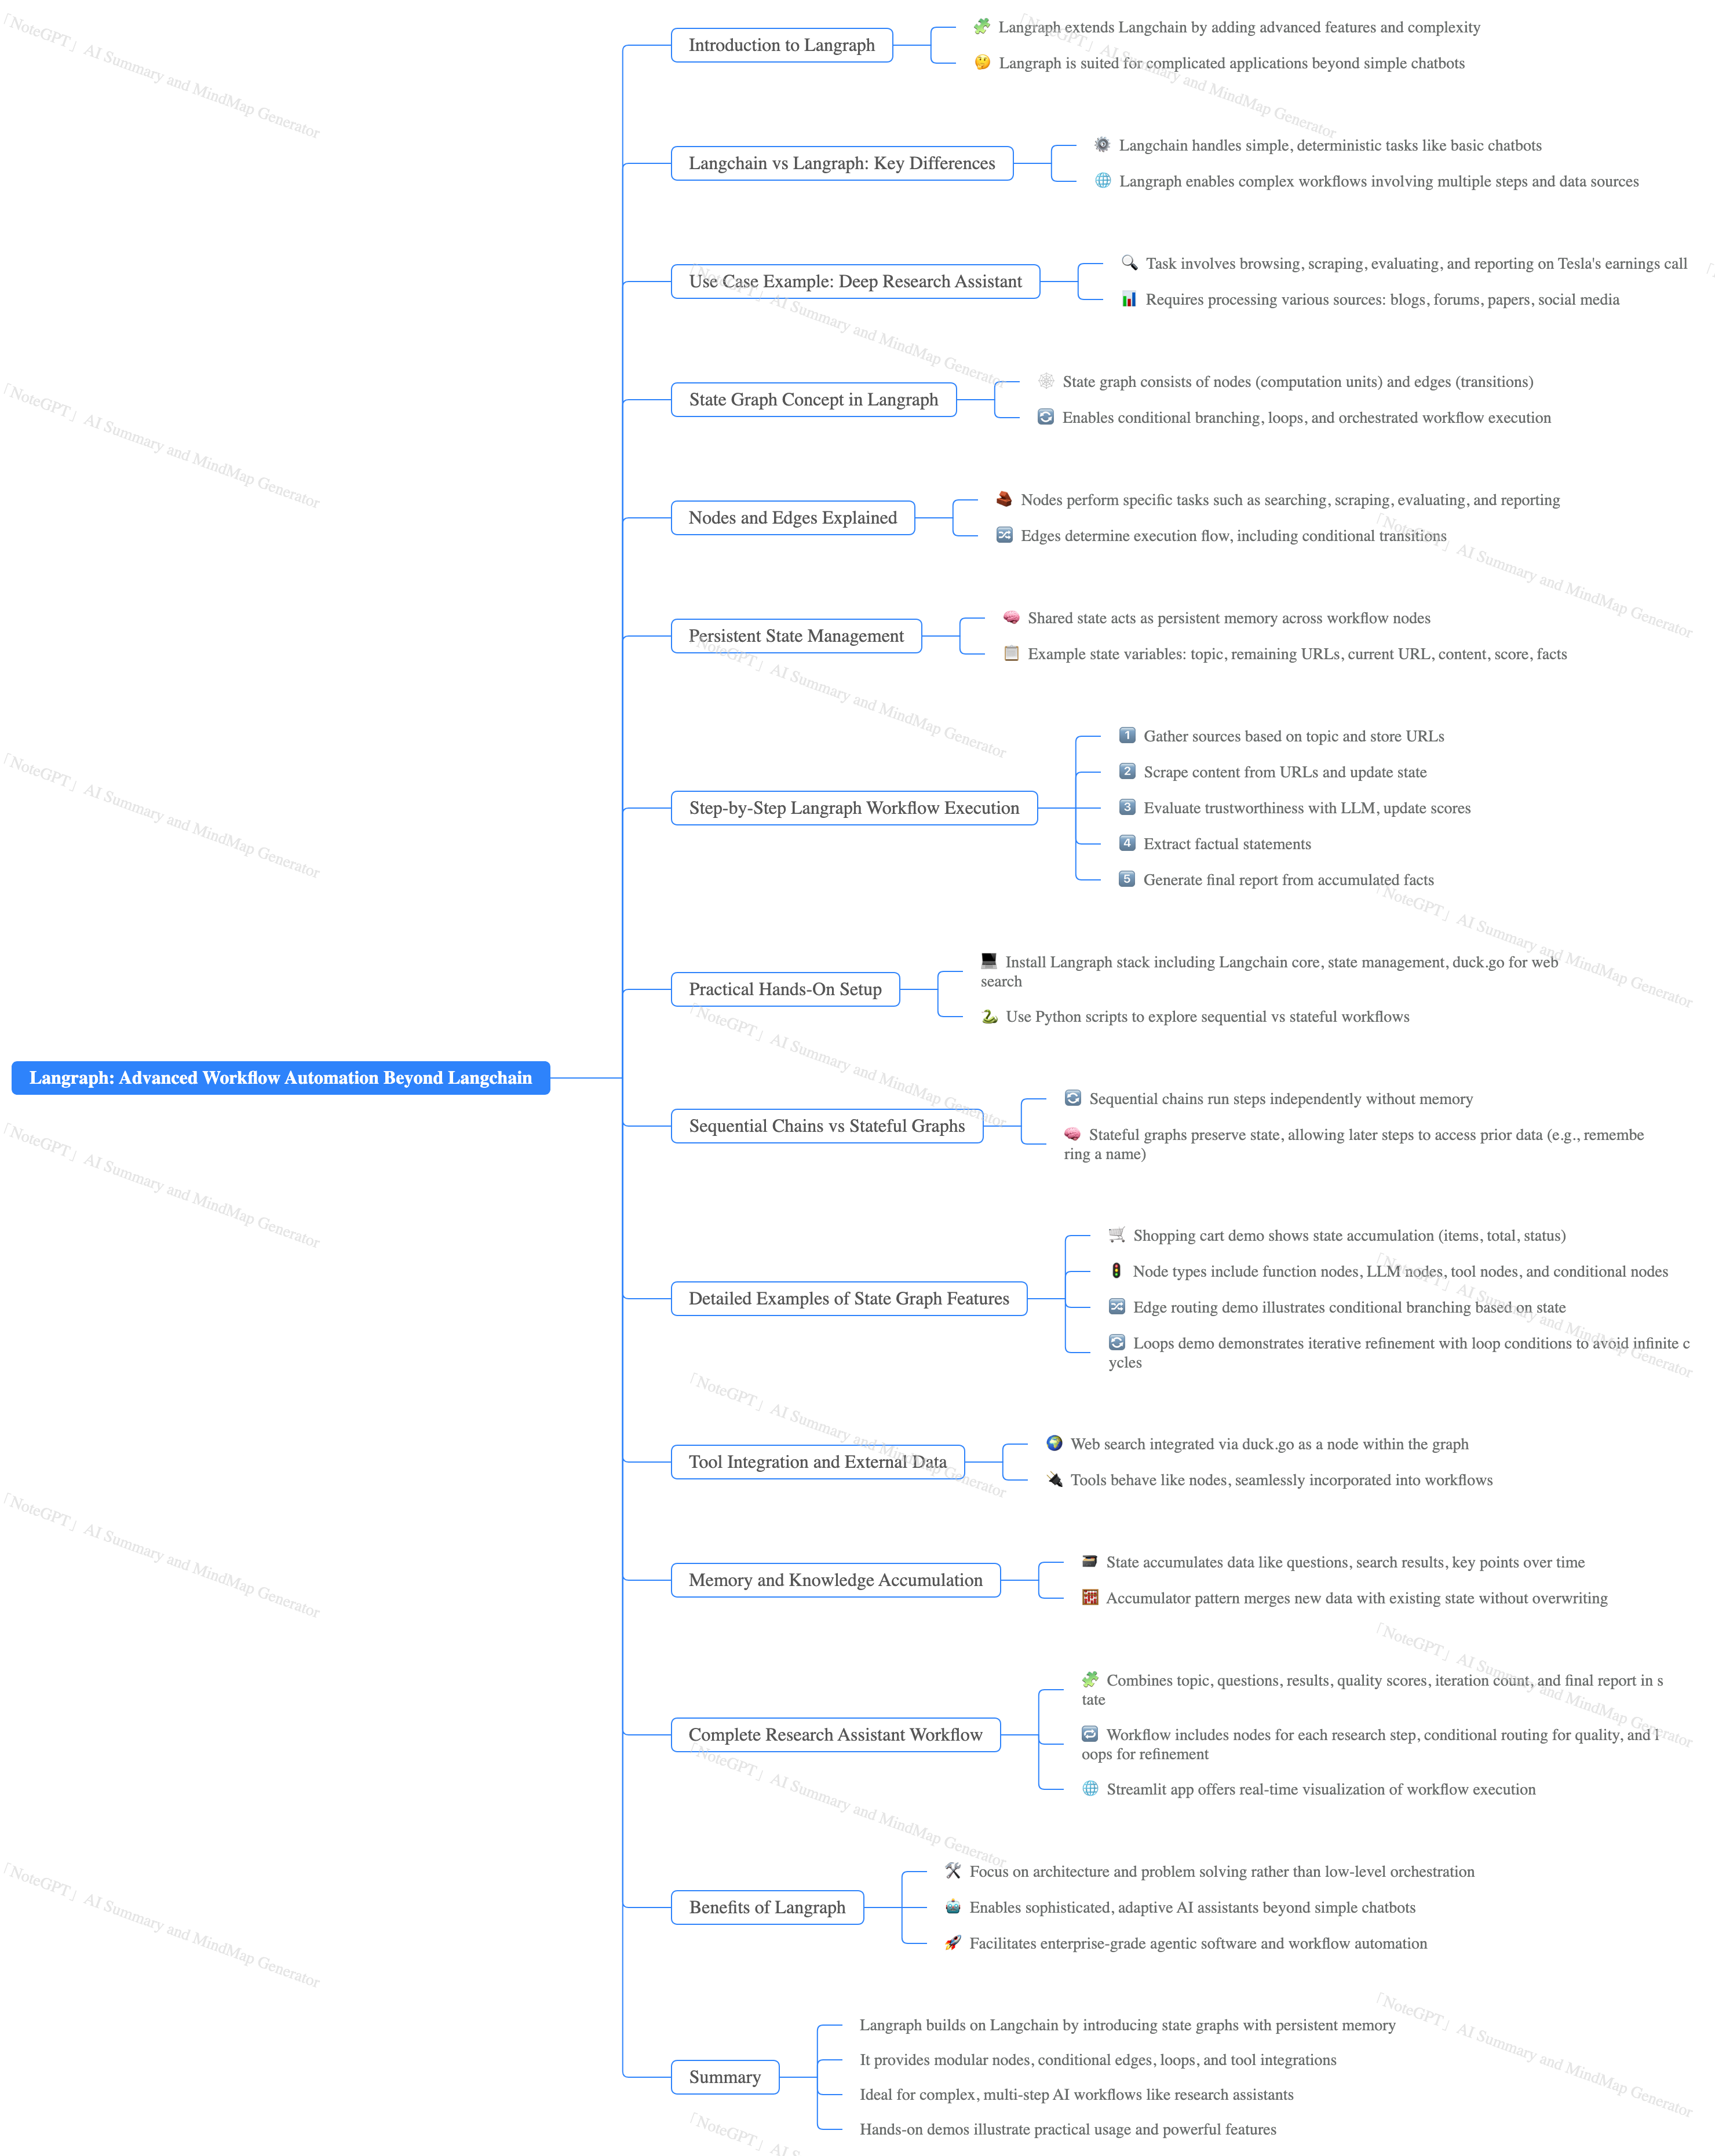 Langraph: Advanced Workflow Automation Beyond Langchain
Introduction to Langraph
Langraph extends Langchain by adding advanced features and complexity
Langraph is suited for complicated applications beyond simple chatbots
Langchain vs Langraph: Key Differences
Langchain handles simple, deterministic tasks like basic chatbots
Langraph enables complex workflows involving multiple steps and data sources
Use Case Example: Deep Research Assistant
Task involves browsing, scraping, evaluating, and reporting on Tesla's earnings call
Requires processing various sources: blogs, forums, papers, social media
State Graph Concept in Langraph
State graph consists of nodes (computation units) and edges (transitions)
Enables conditional branching, loops, and orchestrated workflow execution
Nodes and Edges Explained
Nodes perform specific tasks such as searching, scraping, evaluating, and reporting
Edges determine execution flow, including conditional transitions
Persistent State Management
Shared state acts as persistent memory across workflow nodes
Example state variables: topic, remaining URLs, current URL, content, score, facts
Step-by-Step Langraph Workflow Execution
1 Gather sources based on topic and store URLs
2 Scrape content from URLs and update state
3 Evaluate trustworthiness with LLM, update scores
4 Extract factual statements
5 Generate final report from accumulated facts
Practical Hands-On Setup
Install Langraph stack including Langchain core, state management, duck.go for web
search
Use Python scripts to explore sequential vs stateful workflows
Sequential Chains vs Stateful Graphs
Sequential chains run steps independently without memory
Stateful graphs preserve state, allowing later steps to access prior data (e.g., remembe
ring a name)
Detailed Examples of State Graph Features
Shopping cart demo shows state accumulation (items, total, status)
Node types include function nodes, LLM nodes, tool nodes, and conditional nodes
Edge routing demo illustrates conditional branching based on state
Loops demo demonstrates iterative refinement with loop conditions to avoid infinite c
ycles
Tool Integration and External Data
Web search integrated via duck.go as a node within the graph
Tools behave like nodes, seamlessly incorporated into workflows
Memory and Knowledge Accumulation
State accumulates data like questions, search results, key points over time
Accumulator pattern merges new data with existing state without overwriting
Complete Research Assistant Workflow
Combines topic, questions, results, quality scores, iteration count, and final report in s
tate
Workflow includes nodes for each research step, conditional routing for quality, and l
oops for refinement
Streamlit app offers real-time visualization of workflow execution
Benefits of Langraph
Focus on architecture and problem solving rather than low-level orchestration
Enables sophisticated, adaptive AI assistants beyond simple chatbots
Facilitates enterprise-grade agentic software and workflow automation
Summary
Langraph builds on Langchain by introducing state graphs with persistent memory
It provides modular nodes, conditional edges, loops, and tool integrations
Ideal for complex, multi-step AI workflows like research assistants
Hands-on demos illustrate practical usage and powerful features
「NoteGPT」AI Summary and MindMap Generator